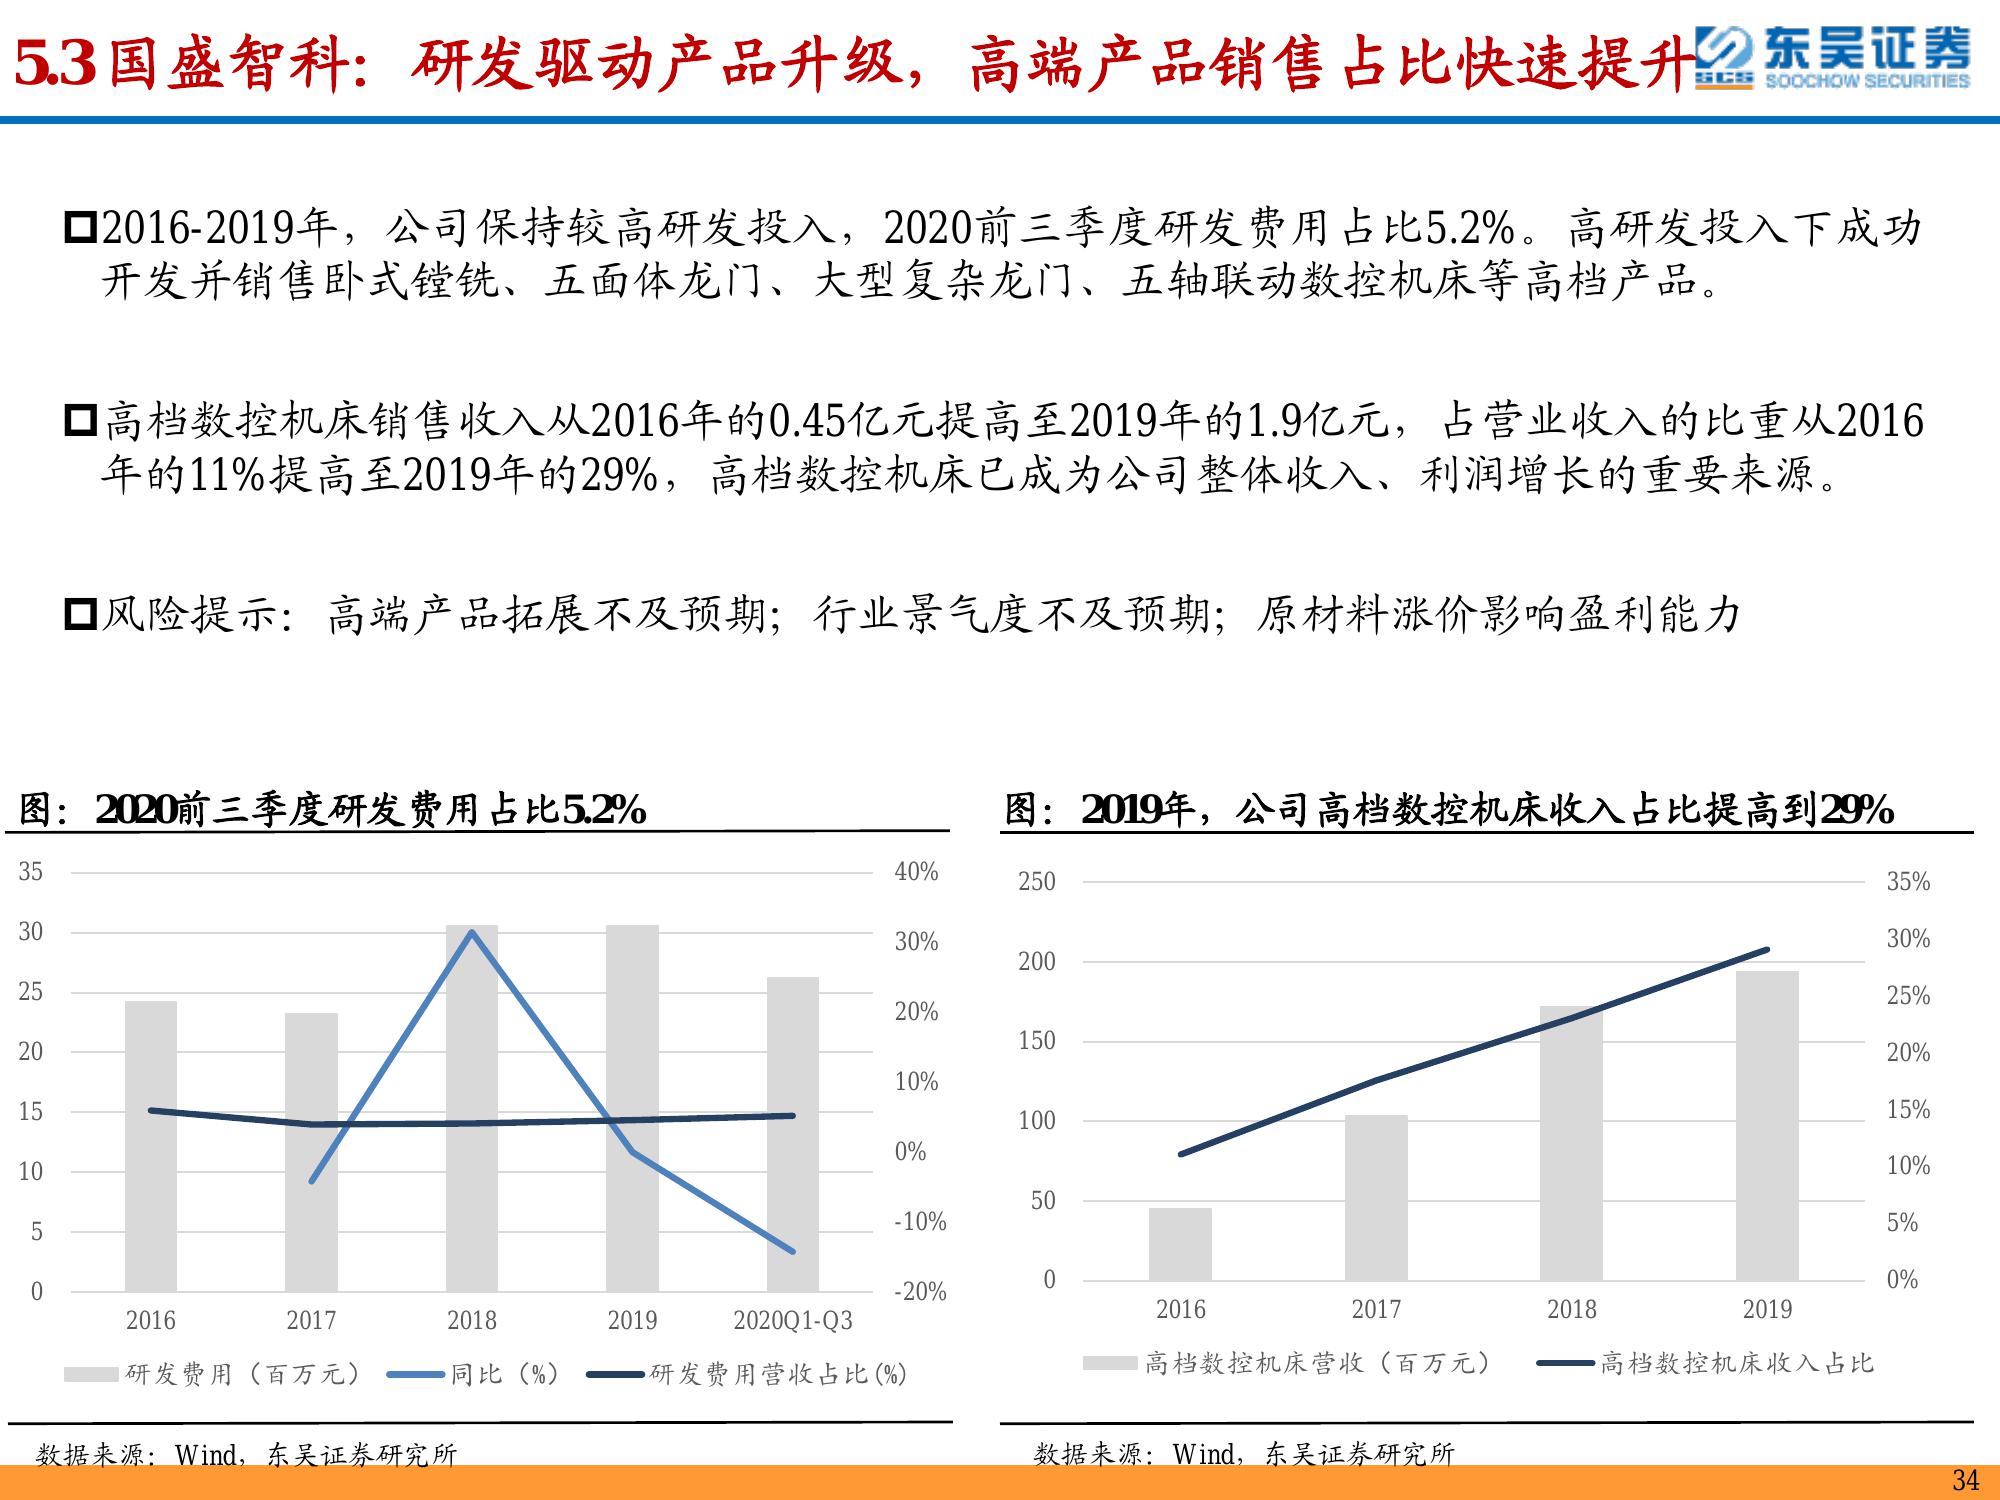 5.3国盛智科：研发驱动产品升级，高端产品销售占比快速提升
东吴证券
SCS SOOCHOW SECURITIES
2016-2019年，公司保持较高研发投入，2020前三季度研发费用占比5.2%。高研发投入下成功
开发并销售卧式镗铣、五面体龙门、大型复杂龙门、五轴联动数控机床等高档产品。
高档数控机床销售收入从2016年的0.45亿元提高至2019年的1.9亿元，占营业收入的比重从2016
年的11%提高至2019年的29%，高档数控机床已成为公司整体收入、利润增长的重要来源。
风险提示：高端产品拓展不及预期；行业景气度不及预期；原材料涨价影响盈利能力
图：2020前三季度研发费用占比5.2%
35
30
25
20
15
10
5
0
40%
30%
20%
10%
0%
-10%
-20%
2016 2017 2018 2019 2020Q1-Q3
研发费用（百万元） 同比（%） 研发费用营收占比(%)
数据来源：Wind，东吴证券研究所
图：2019年，公司高档数控机床收入占比提高到29%
250
200
150
100
50
0
35%
30%
25%
20%
15%
10%
5%
0%
2016 2017 2018 2019
高档数控机床营收（百万元） 高档数控机床收入占比
数据来源：Wind，东吴证券研究所
34